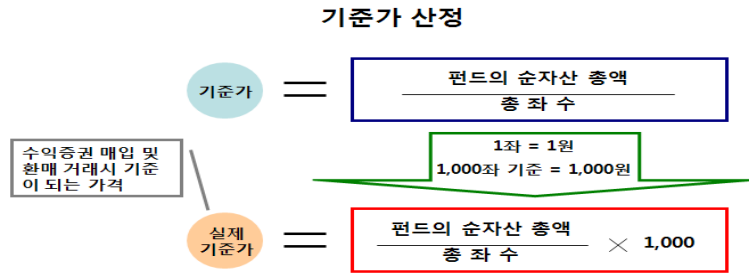 기준가 산정
기준가
펀드의 순자산 총액
총 좌 수
1좌 = 1원
1,000좌 기준 = 1,000원
수익증권 매입 및
환매 거래시 기준
이 되는 가격
실제
기준가
펀드의 순자산 총액
총 좌 수
× 1,000